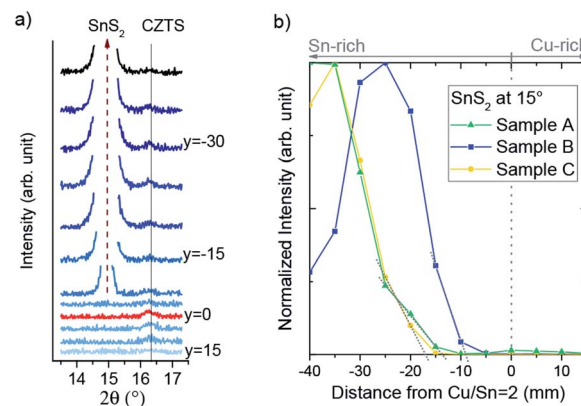 a)
SnS₂ CZTS
y=-30
y=-15
y=0
y=15
Intensity (arb. unit)
14 15 16 17
2θ (°)
b)
Sn-rich Cu-rich
SnS₂ at 15°
Sample A
Sample B
Sample C
Normalized Intensity (arb. unit)
-40 -30 -20 -10 0 10
Distance from Cu/Sn=2 (mm)